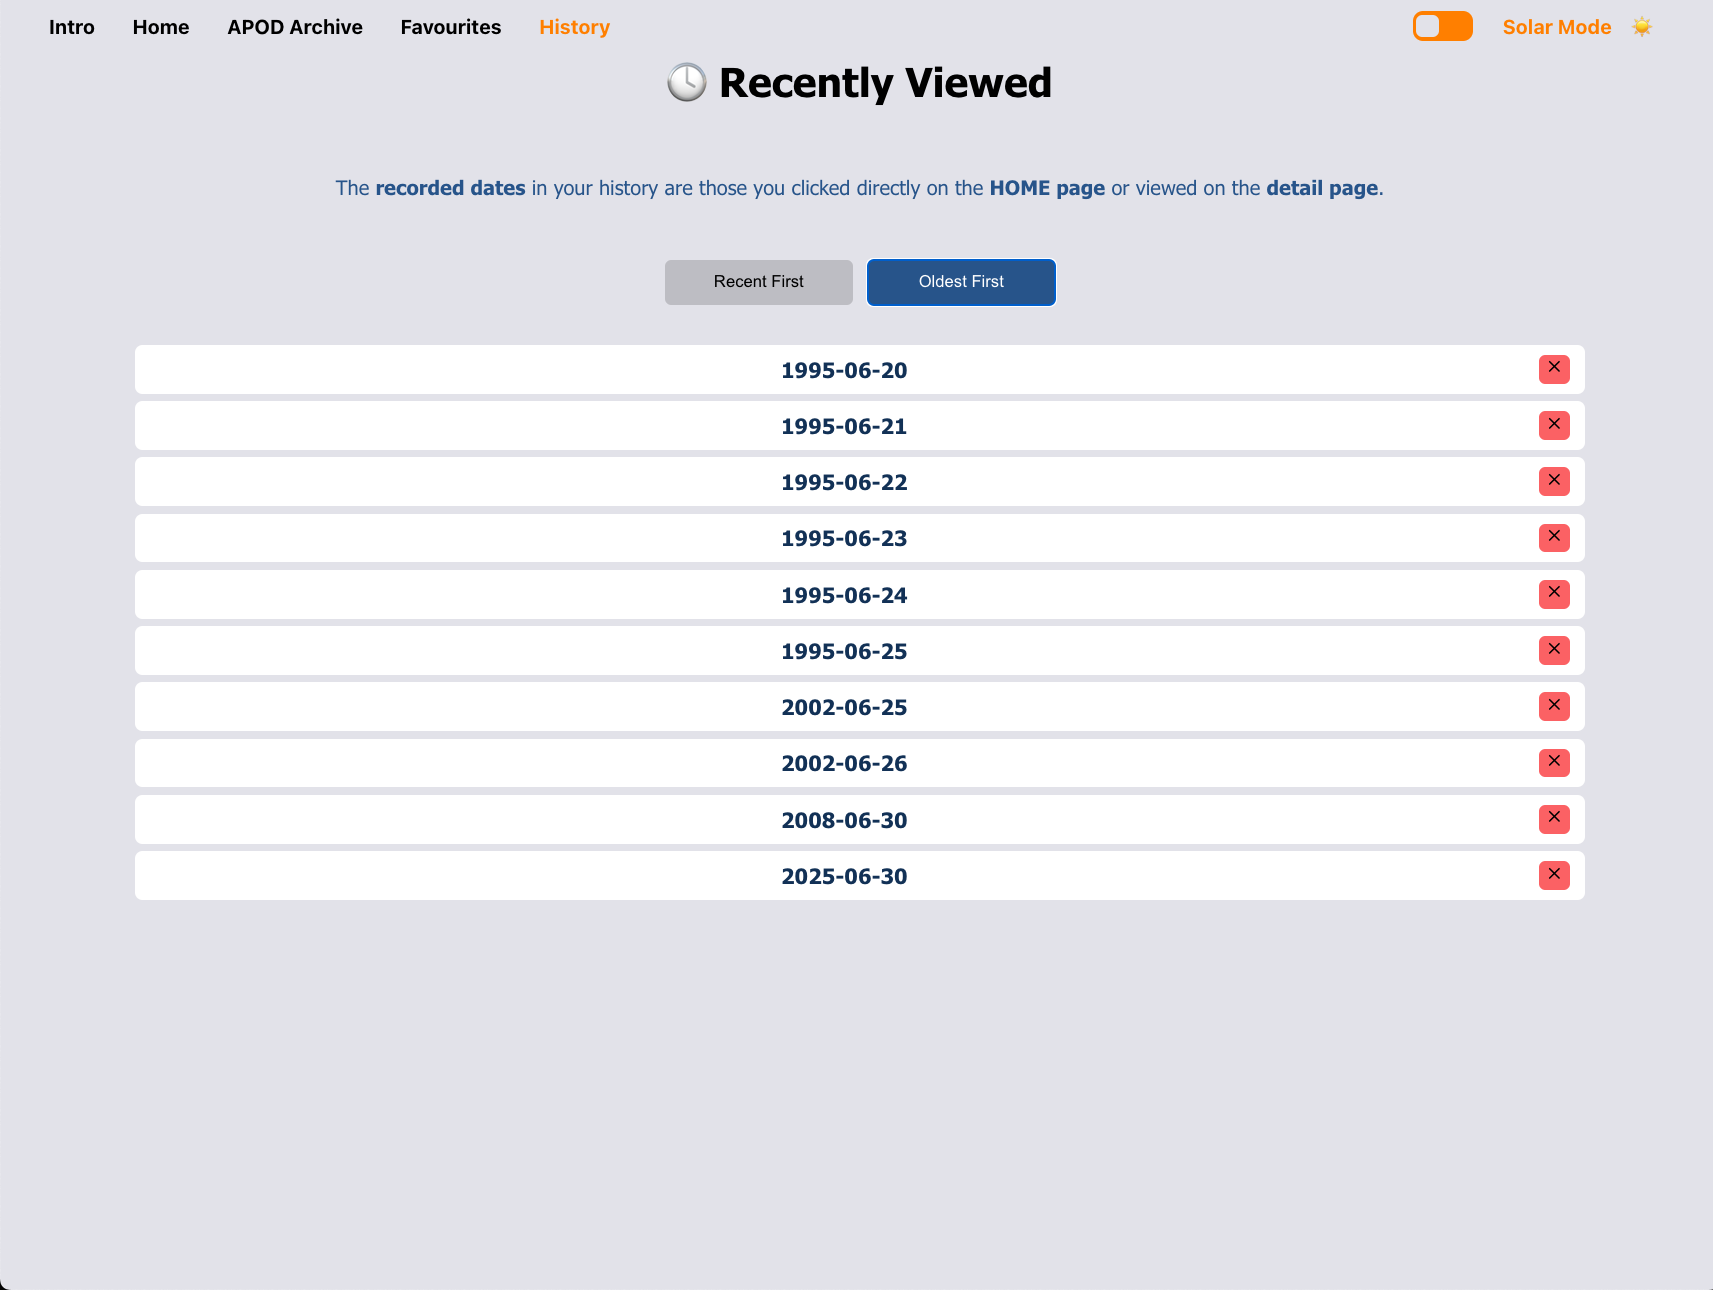 Intro Home APOD Archive Favourites History Solar Mode
Recently Viewed
The recorded dates in your history are those you clicked directly on the HOME page or viewed on the detail page.
Recent First Oldest First
1995-06-20
1995-06-21
1995-06-22
1995-06-23
1995-06-24
1995-06-25
2002-06-25
2002-06-26
2008-06-30
2025-06-30